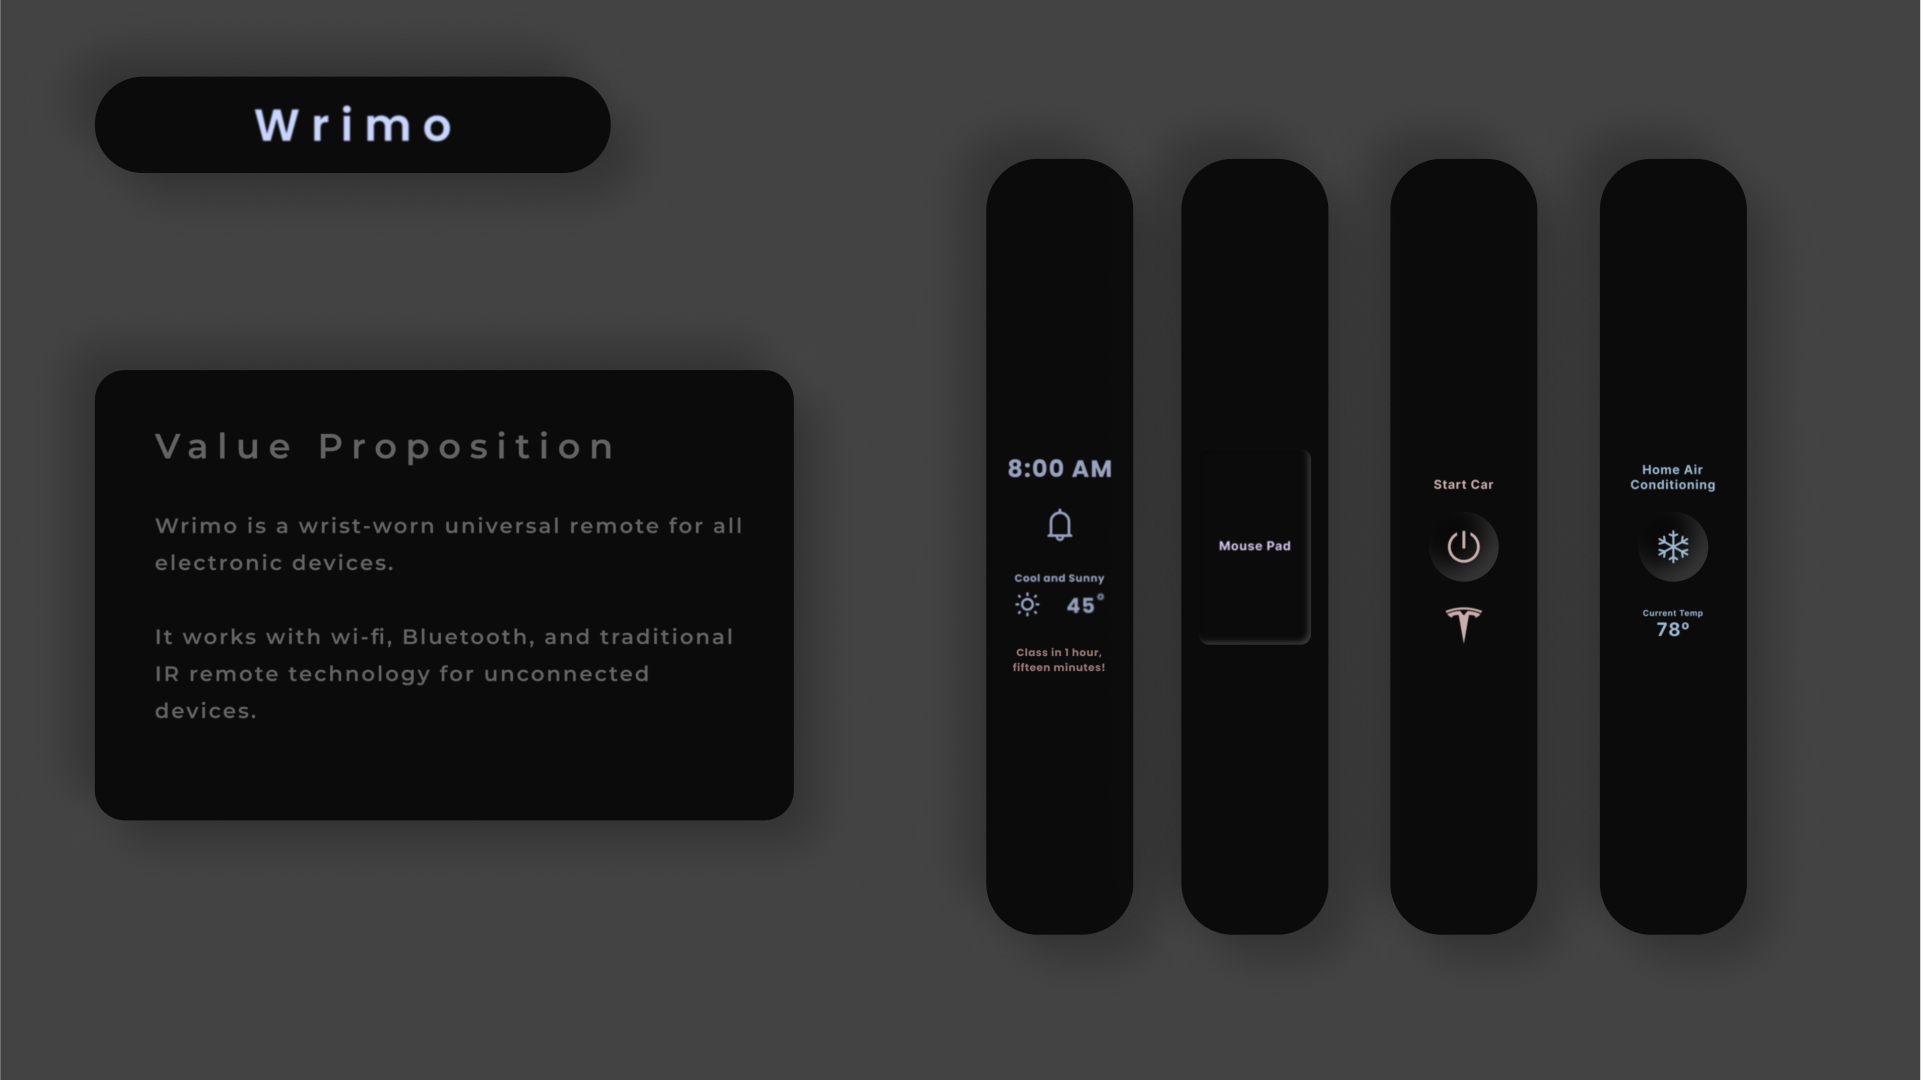 Wrimo
Value Proposition
Wrimo is a wrist-worn universal remote for all
electronic devices.
It works with wi-fi, Bluetooth, and traditional
IR remote technology for unconnected
devices.
8:00 AM
Cool and Sunny
45°
Class in 1 hour,
fifteen minutes!
Mouse Pad
Start Car
Home Air
Conditioning
Current Temp
78º